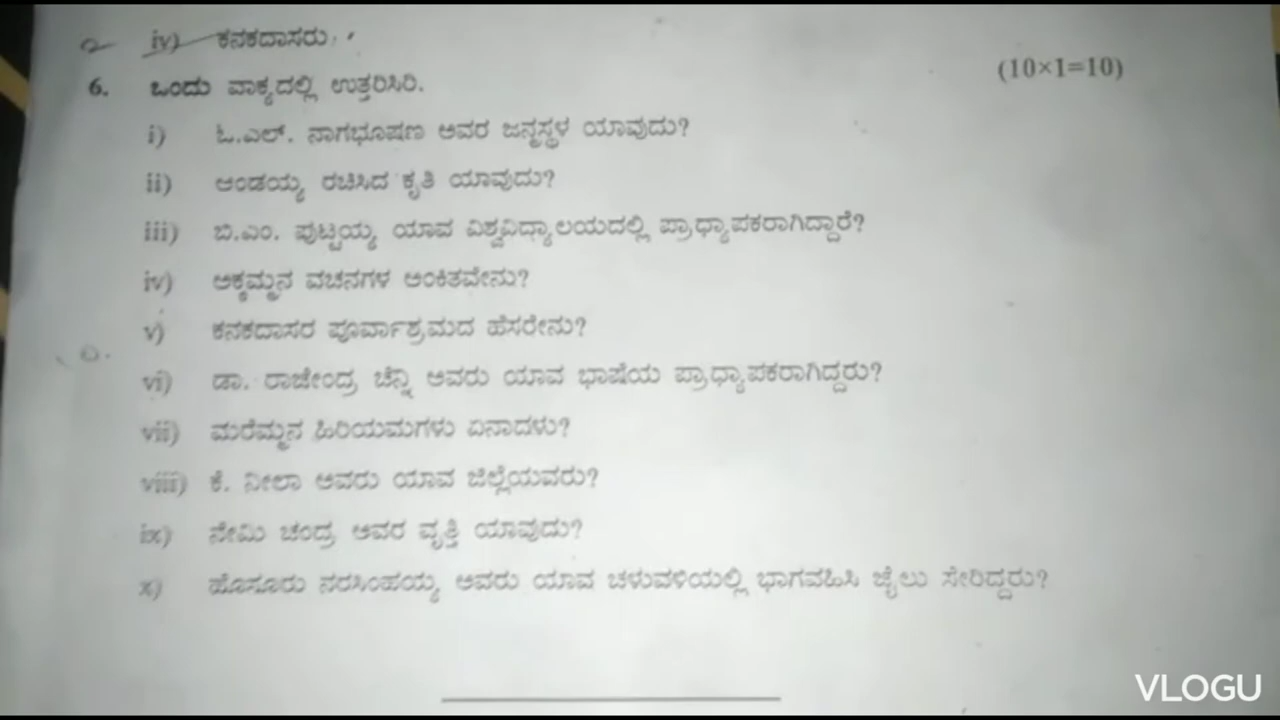 iv) ಕನಕದಾಸರು.
6. ಒಂದು ವಾಕ್ಯದಲ್ಲಿ ಉತ್ತರಿಸಿರಿ. (10×1=10)
i) ಓ.ಎಲ್. ನಾಗಭೂಷಣ ಅವರ ಜನ್ಮಸ್ಥಳ ಯಾವುದು?
ii) ಆಂಡಯ್ಯ ರಚಿಸಿದ ಕೃತಿ ಯಾವುದು?
iii) ಬಿ.ಎಂ. ಪುಟ್ಟಯ್ಯ ಯಾವ ವಿಶ್ವವಿಧ್ಯಾಲಯದಲ್ಲಿ ಪ್ರಾಧ್ಯಾಪಕರಾಗಿದ್ದಾರೆ?
iv) ಅಕ್ಕಮ್ಮನ ವಚನಗಳ ಅಂಕಿತವೇನು?
v) ಕನಕದಾಸರ ಪೂರ್ವಾಶ್ರಮದ ಹೆಸರೇನು?
vi) ಡಾ. ರಾಜೇಂದ್ರ ಚೆನ್ನಿ ಅವರು ಯಾವ ಭಾಷೆಯ ಪ್ರಾಧ್ಯಾಪಕರಾಗಿದ್ದರು?
vii) ಮರೆಮ್ಮನ ಹಿರಿಯಮಗಳು ಏನಾದಳು?
viii) ಕೆ. ನೀಲಾ ಅವರು ಯಾವ ಜಿಲ್ಲೆಯವರು?
ix) ನೇಮಿ ಚಂದ್ರ ಅವರ ವೃತ್ತಿ ಯಾವುದು?
x) ಹೊಸೂರು ನರಸಿಂಹಯ್ಯ ಅವರು ಯಾವ ಚಳುವಳಿಯಲ್ಲಿ ಭಾಗವಹಿಸಿ ಜೈಲು ಸೇರಿದ್ದರು?
VLOGU